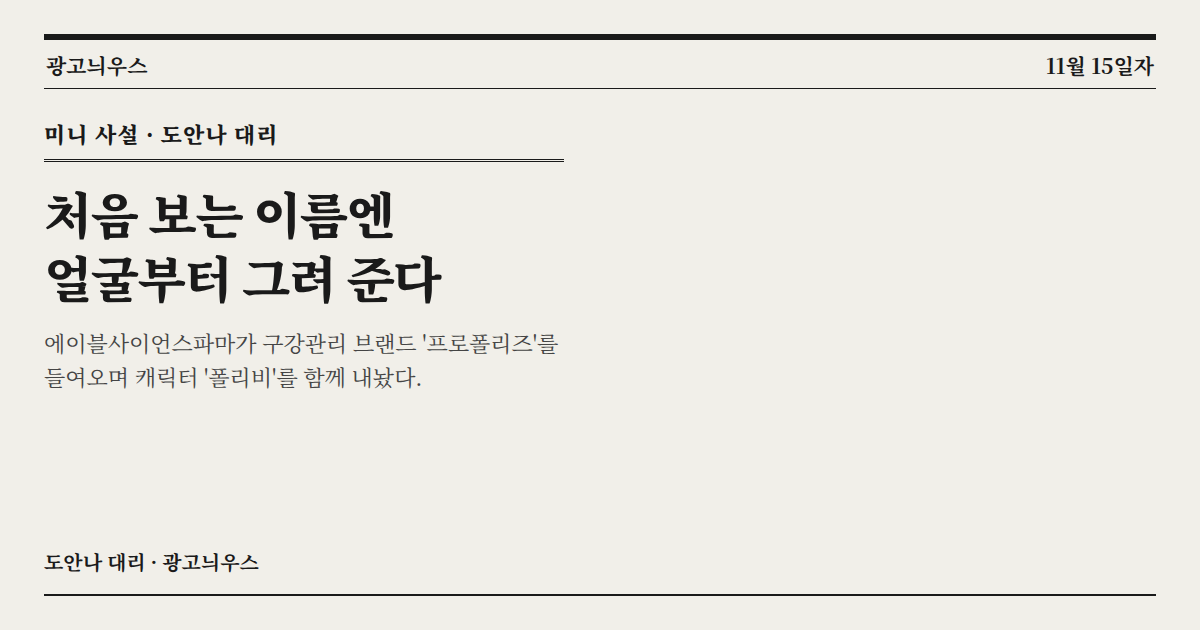 광고늬우스
11월 15일자
미니 사설 · 도안나 대리
처음 보는 이름엔
얼굴부터 그려 준다
에이블사이언스파마가 구강관리 브랜드 '프로폴리즈'를
들여오며 캐릭터 '폴리비'를 함께 내놨다.
도안나 대리 · 광고늬우스